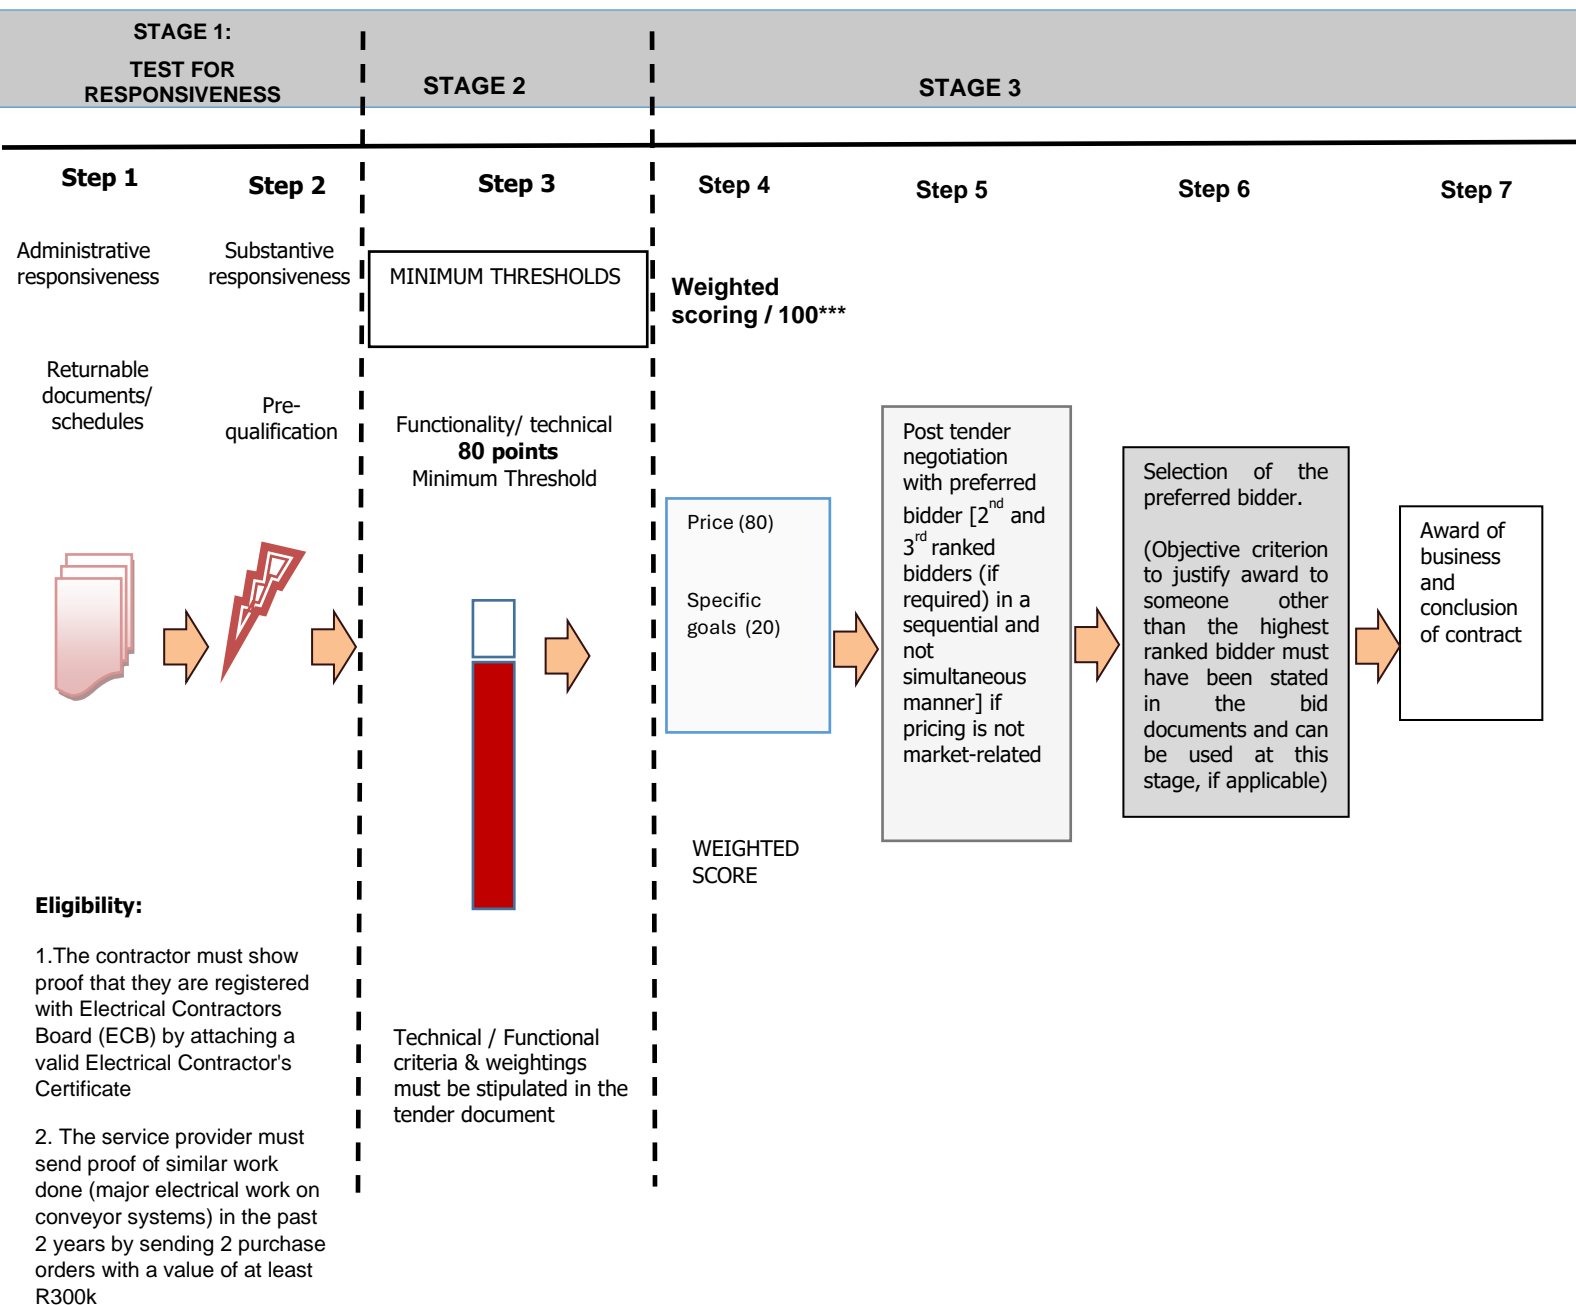 STAGE 1:
TEST FOR
RESPONSIVENESS
STAGE 2
STAGE 3
Step 1
Step 2
Step 3
Step 4
Step 5
Step 6
Step 7
Administrative
responsiveness
Substantive
responsiveness
MINIMUM THRESHOLDS
Weighted
scoring / 100***
Returnable
documents/
schedules
Pre-
qualification
Functionality/ technical
80 points
Minimum Threshold
Price (80)
Specific
goals (20)
WEIGHTED
SCORE
Post tender
negotiation
with preferred
bidder [2nd and
3rd ranked
bidders (if
required) in a
sequential and
not
simultaneous
manner] if
pricing is not
market-related
Selection of the
preferred bidder.
(Objective criterion
to justify award to
someone other
than the highest
ranked bidder must
have been stated
in the bid
documents and can
be used at this
stage, if applicable)
Award of
business
and
conclusion
of contract
Eligibility:
1.The contractor must show
proof that they are registered
with Electrical Contractors
Board (ECB) by attaching a
valid Electrical Contractor's
Certificate
2. The service provider must
send proof of similar work
done (major electrical work on
conveyor systems) in the past
2 years by sending 2 purchase
orders with a value of at least
R300k
Technical / Functional
criteria & weightings
must be stipulated in the
tender document